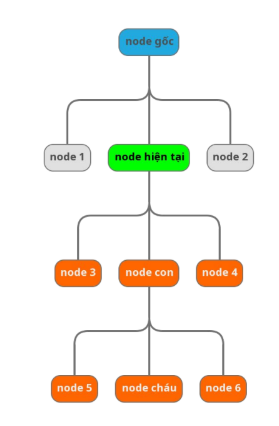 node gốc
node 1
node hiện tại
node 2
node 3
node con
node 4
node 5
node cháu
node 6